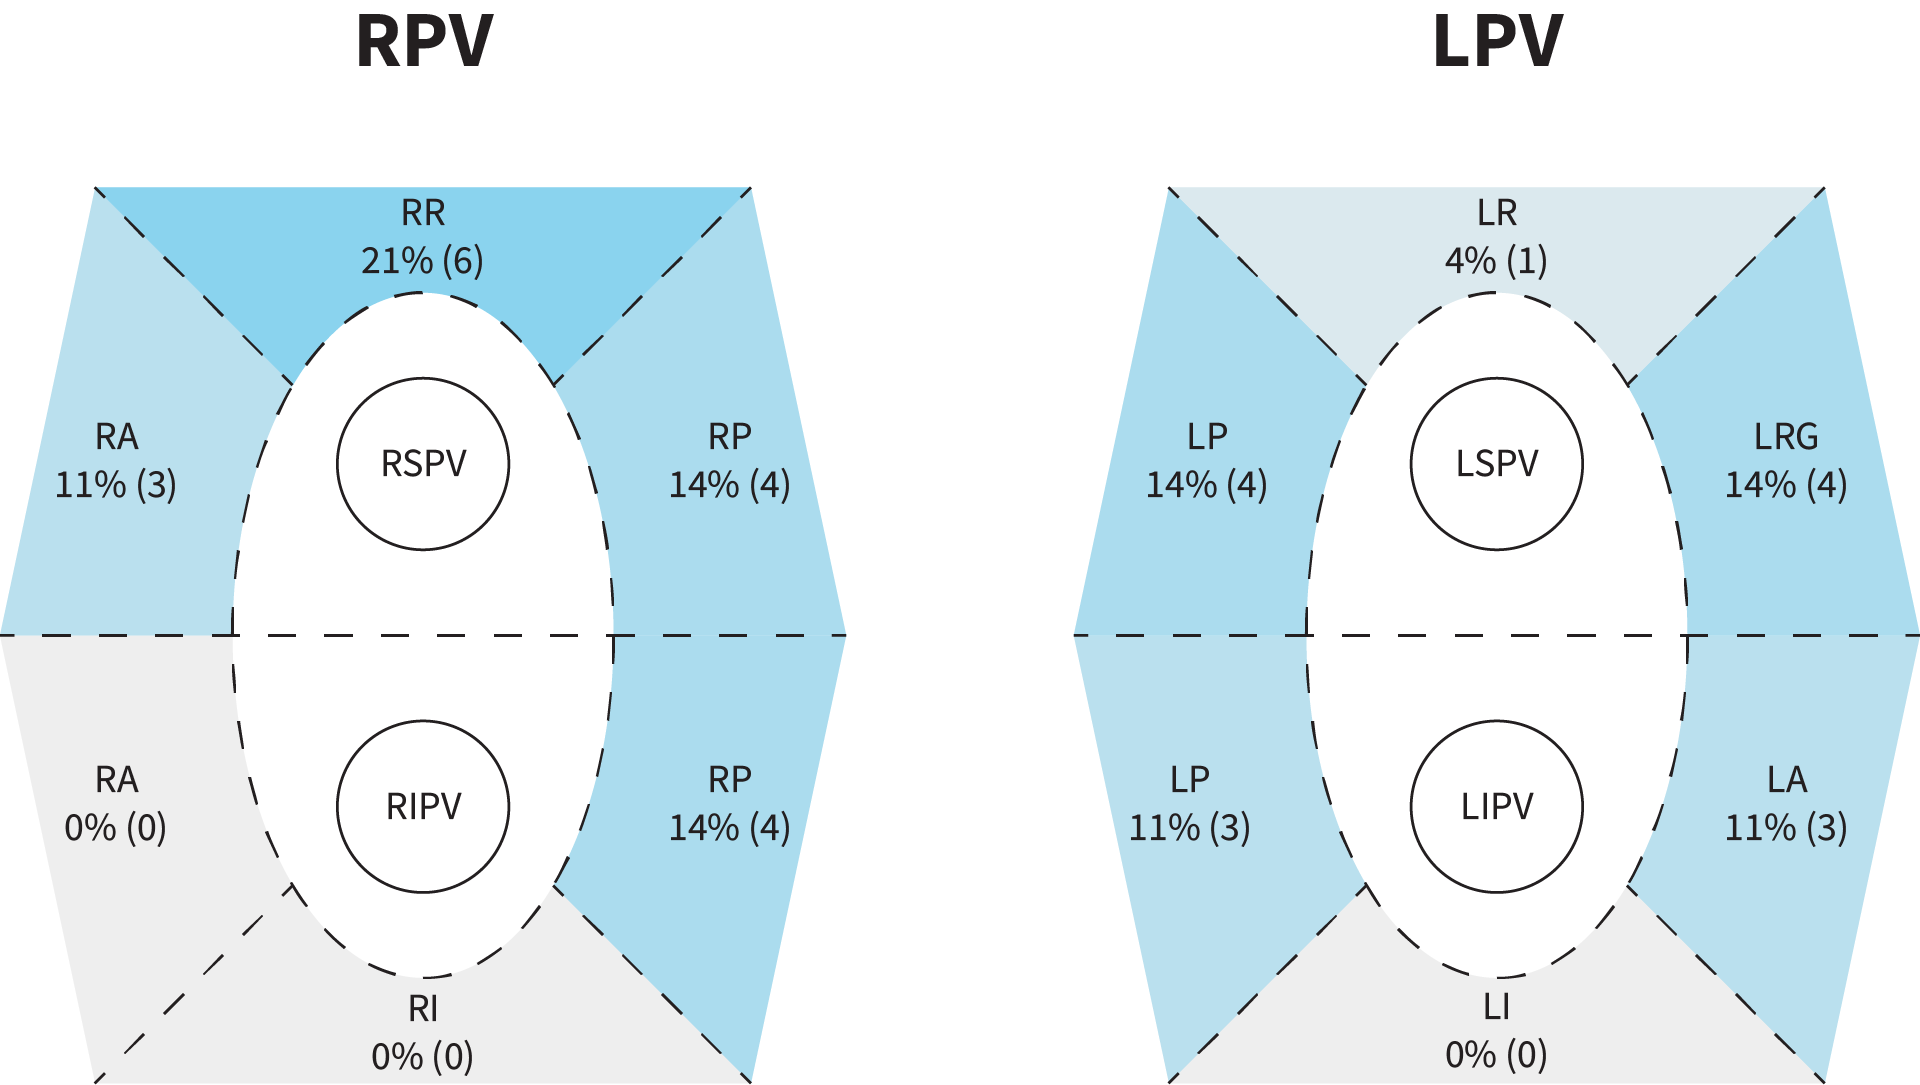 RPV
RR
21% (6)
RA
11% (3)
RSPV
RP
14% (4)
RA
0% (0)
RIPV
RP
14% (4)
RI
0% (0)
LPV
LR
4% (1)
LP
14% (4)
LSPV
LRG
14% (4)
LP
11% (3)
LIPV
LA
11% (3)
LI
0% (0)